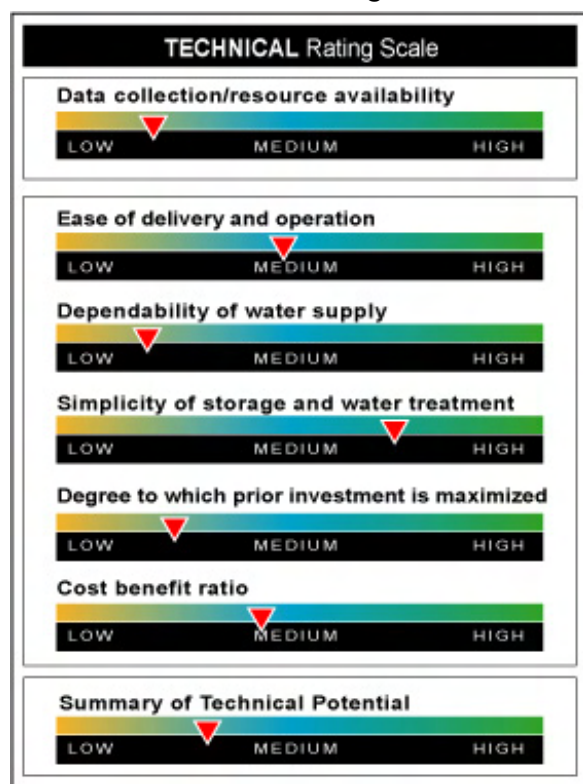 TECHNICAL Rating Scale
Data collection/resource availability
LOW MEDIUM HIGH
Ease of delivery and operation
LOW MEDIUM HIGH
Dependability of water supply
LOW MEDIUM HIGH
Simplicity of storage and water treatment
LOW MEDIUM HIGH
Degree to which prior investment is maximized
LOW MEDIUM HIGH
Cost benefit ratio
LOW MEDIUM HIGH
Summary of Technical Potential
LOW MEDIUM HIGH